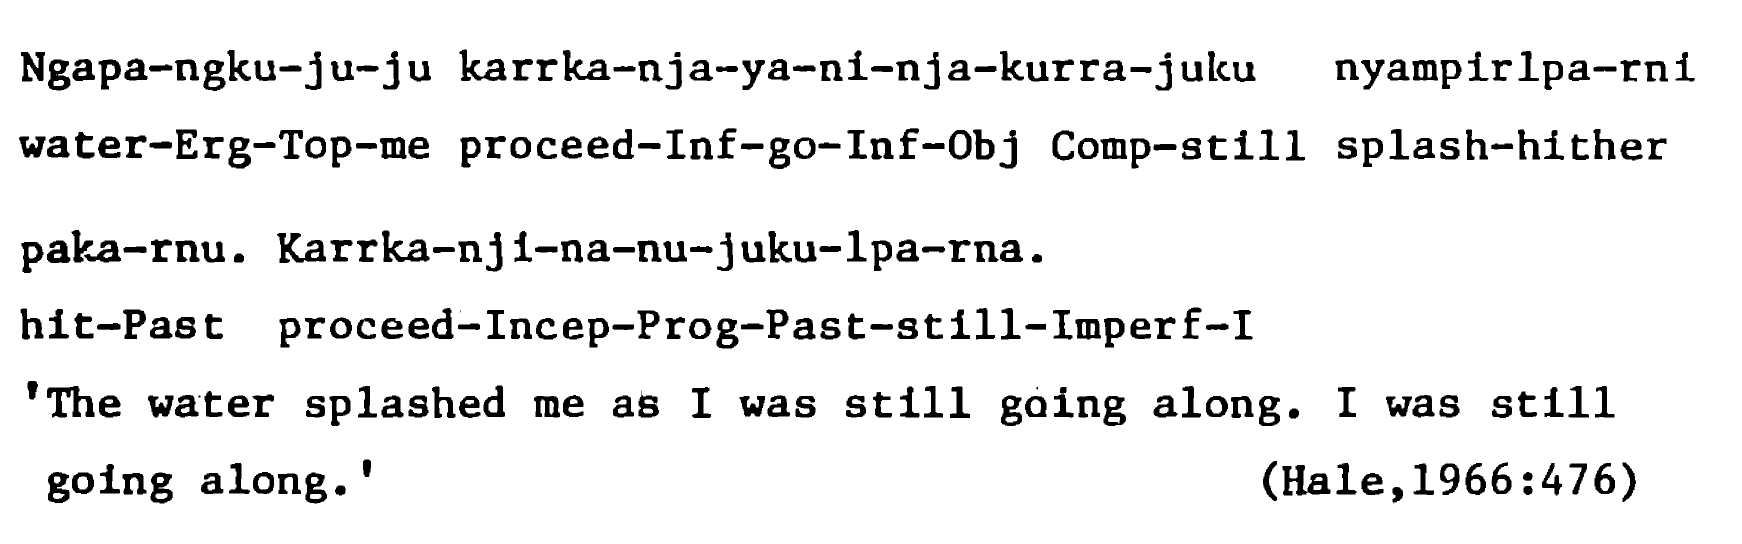 Ngapa-ngku-ju-ju karrka-nja-ya-ni-nja-kurra-juku nyampirlpa-rni
water-Erg-Top-me proceed-Inf-go-Inf-Obj Comp-still splash-hither
paka-rnu. Karrka-nji-na-nu-juku-lpa-rna.
hit-Past proceed-Incep-Prog-Past-still-Imperf-I
'The water splashed me as I was still going along. I was still
going along.' (Hale,1966:476)